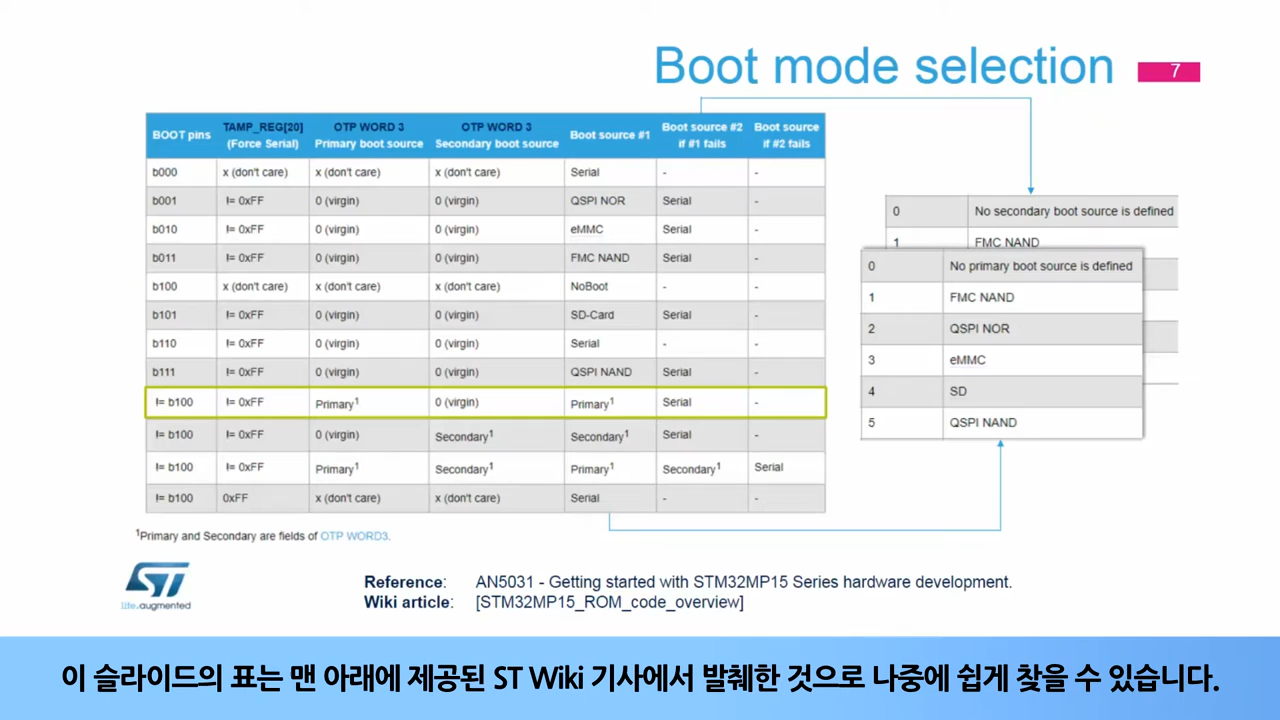 Boot mode selection
7
BOOT pins TAMP_REG[20] (Force Serial) OTP WORD 3 Primary boot source OTP WORD 3 Secondary boot source Boot source #1 Boot source #2 if #1 fails Boot source if #2 fails
b000 x (don't care) x (don't care) x (don't care) Serial - -
b001 != 0xFF 0 (virgin) 0 (virgin) QSPI NOR Serial -
b010 != 0xFF 0 (virgin) 0 (virgin) eMMC Serial -
b011 != 0xFF 0 (virgin) 0 (virgin) FMC NAND Serial -
b100 x (don't care) x (don't care) x (don't care) NoBoot - -
b101 != 0xFF 0 (virgin) 0 (virgin) SD-Card Serial -
b110 != 0xFF 0 (virgin) 0 (virgin) Serial - -
b111 != 0xFF 0 (virgin) 0 (virgin) QSPI NAND Serial -
!= b100 != 0xFF Primary¹ 0 (virgin) Primary¹ Serial -
!= b100 != 0xFF 0 (virgin) Secondary¹ Secondary¹ Serial -
!= b100 != 0xFF Primary¹ Secondary¹ Primary¹ Secondary¹ Serial
!= b100 0xFF x (don't care) x (don't care) Serial - -
0 No secondary boot source is defined
1 FMC NAND
0 No primary boot source is defined
1 FMC NAND
2 QSPI NOR
3 eMMC
4 SD
5 QSPI NAND
¹Primary and Secondary are fields of OTP WORD3.
ST
life.augmented
Reference: AN5031 - Getting started with STM32MP15 Series hardware development.
Wiki article: [STM32MP15_ROM_code_overview]
이 슬라이드의 표는 맨 아래에 제공된 ST Wiki 기사에서 발췌한 것으로 나중에 쉽게 찾을 수 있습니다.